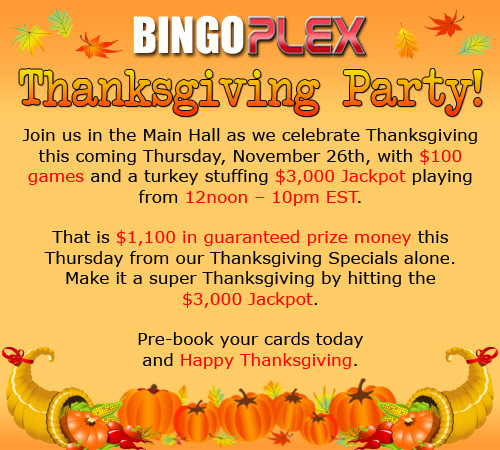 BINGOPLEX
Thanksgiving Party!
Join us in the Main Hall as we celebrate Thanksgiving
this coming Thursday, November 26th, with $100
games and a turkey stuffing $3,000 Jackpot playing
from 12noon – 10pm EST.
That is $1,100 in guaranteed prize money this
Thursday from our Thanksgiving Specials alone.
Make it a super Thanksgiving by hitting the
$3,000 Jackpot.
Pre-book your cards today
and Happy Thanksgiving.